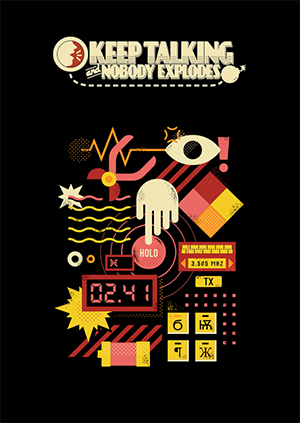 KEEP TALKING
and NOBODY EXPLODES
!
HOLD
3.505 MHZ
02.41
TX
б Ѭ
¶ Ж